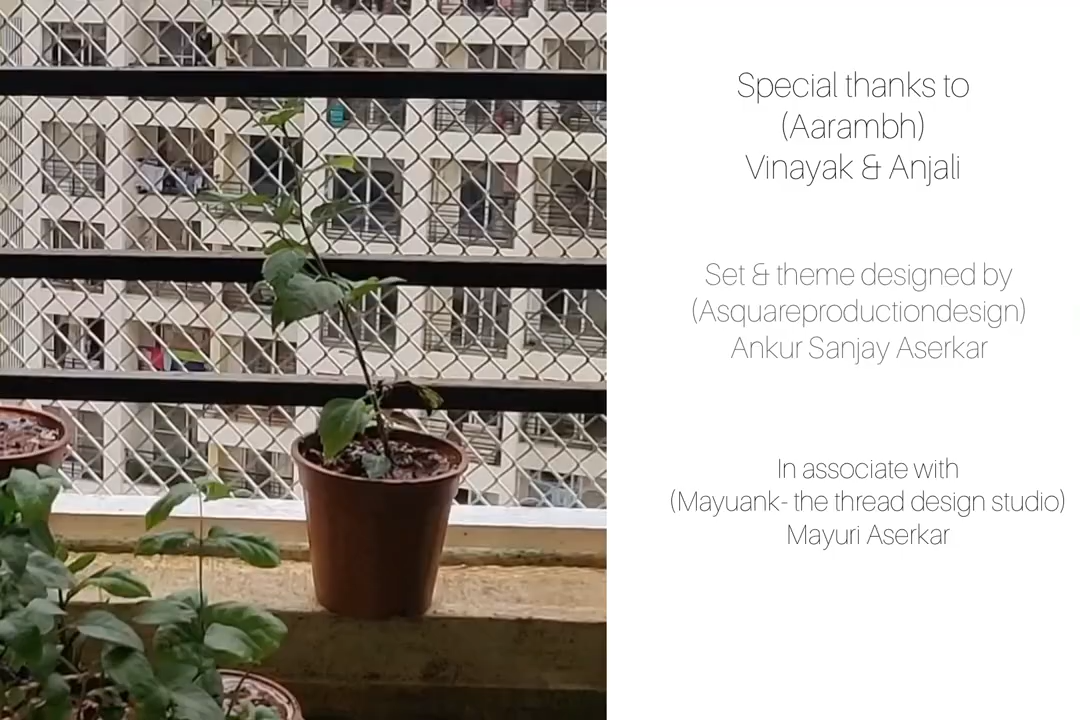 Special thanks to
(Aarambh)
Vinayak & Anjali
Set & theme designed by
(Asquareproductiondesign)
Ankur Sanjay Aserkar
In associate with
(Mayuank- the thread design studio)
Mayuri Aserkar